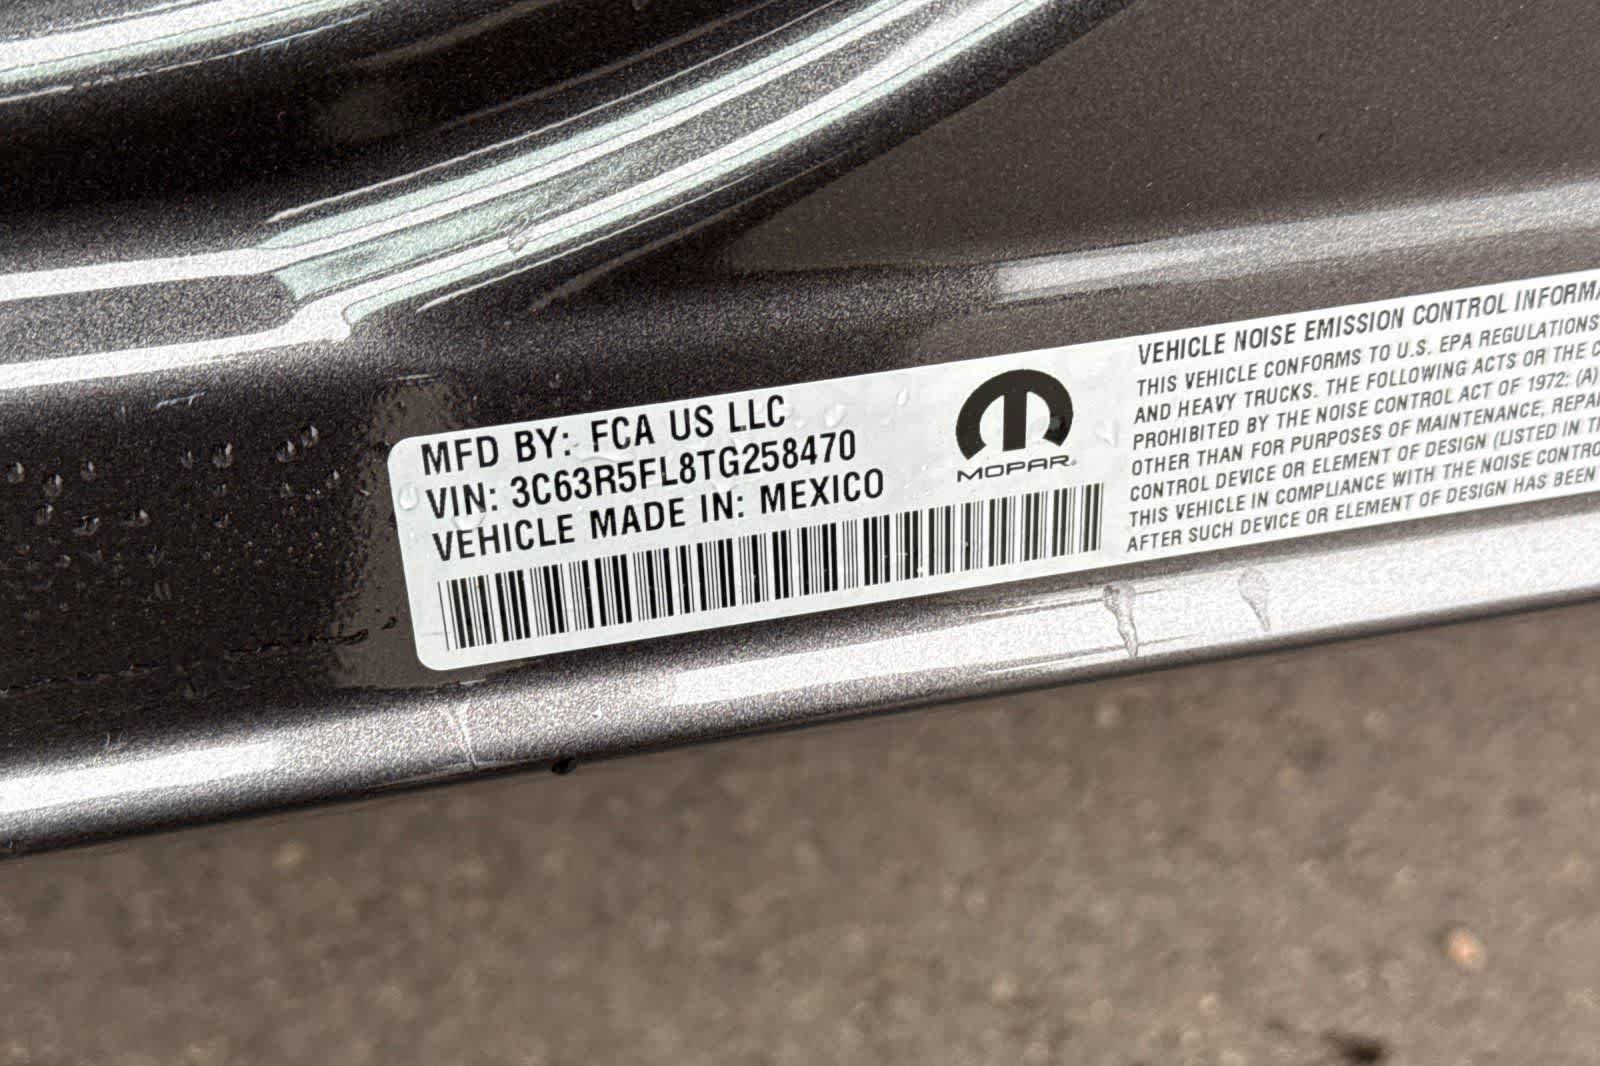 MFD BY: FCA US LLC
VIN: 3C63R5FL8TG258470
VEHICLE MADE IN: MEXICO
MOPAR
VEHICLE NOISE EMISSION CONTROL
THIS VEHICLE CONFORMS TO U.S. EPA REGULATIONS
AND HEAVY TRUCKS. THE FOLLOWING ACTS OR THE
PROHIBITED BY THE NOISE CONTROL ACT OF 1972: (A)
OTHER THAN FOR PURPOSES OF MAINTENANCE,
CONTROL DEVICE OR ELEMENT OF DESIGN (LISTED IN
THIS VEHICLE IN COMPLIANCE WITH THE NOISE
AFTER SUCH DEVICE OR ELEMENT OF DESIGN HAS BEEN